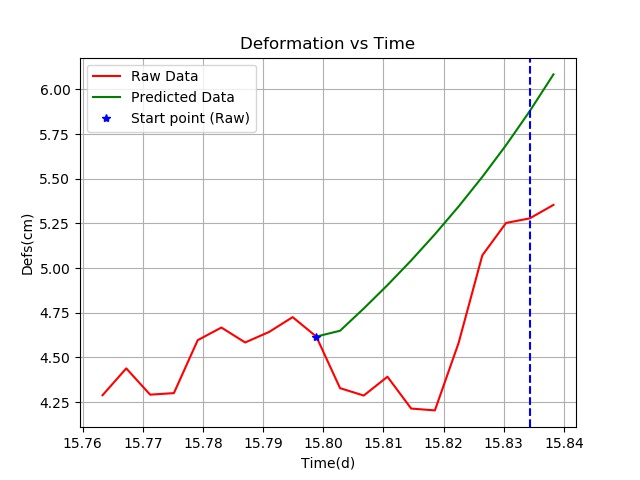 Deformation vs Time
Raw Data
Predicted Data
Start point (Raw)
6.00
5.75
5.50
5.25
5.00
4.75
4.50
4.25
Defs(cm)
15.76 15.77 15.78 15.79 15.80 15.81 15.82 15.83 15.84
Time(d)